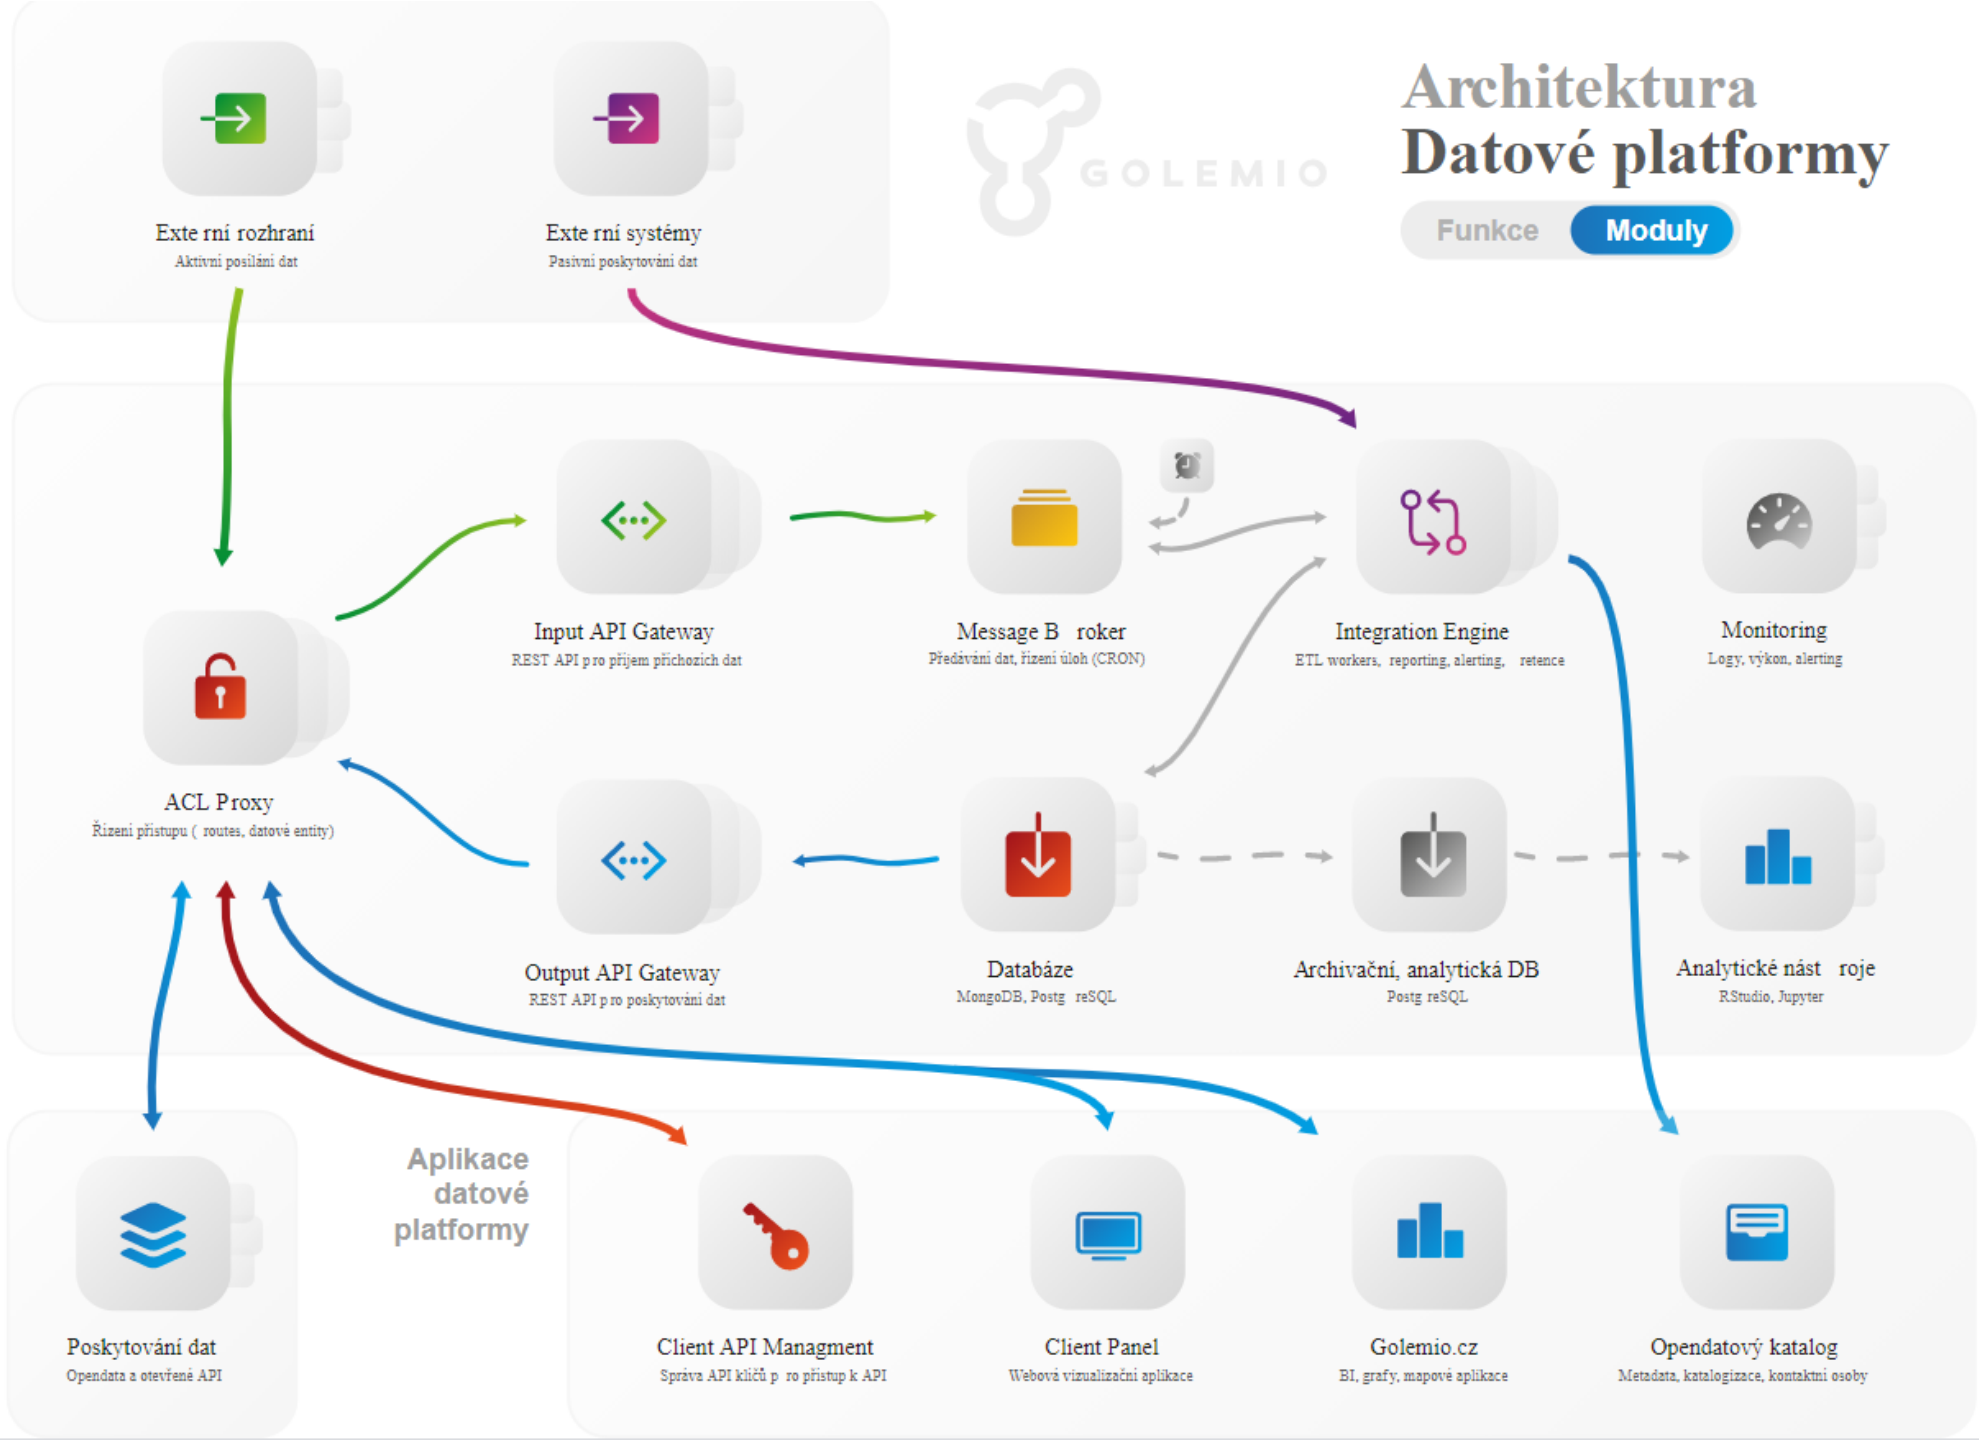 GOLEMIO
Architektura
Datové platformy
Funkce
Moduly
Exte rní rozhraní
Aktivní posílání dat
Exte rní systémy
Pasivní poskytování dat
Input API Gateway
REST API p ro příjem příchozích dat
Message B roker
Předávání dat, řízení úloh (CRON)
Integration Engine
ETL workers, reporting, alerting, retence
Monitoring
Logy, výkon, alerting
ACL Proxy
Řízení přístupu ( routes, datové entity)
Output API Gateway
REST API p ro poskytování dat
Databáze
MongoDB, Postg reSQL
Archivační, analytická DB
Postg reSQL
Analytické nást roje
RStudio, Jupyter
Aplikace
datové
platformy
Poskytování dat
Opendata a otevřené API
Client API Managment
Správa API klíčů p ro přístup k API
Client Panel
Webová vizualizační aplikace
Golemio.cz
BI, grafy, mapové aplikace
Opendatový katalog
Metadata, katalogizace, kontaktní osoby